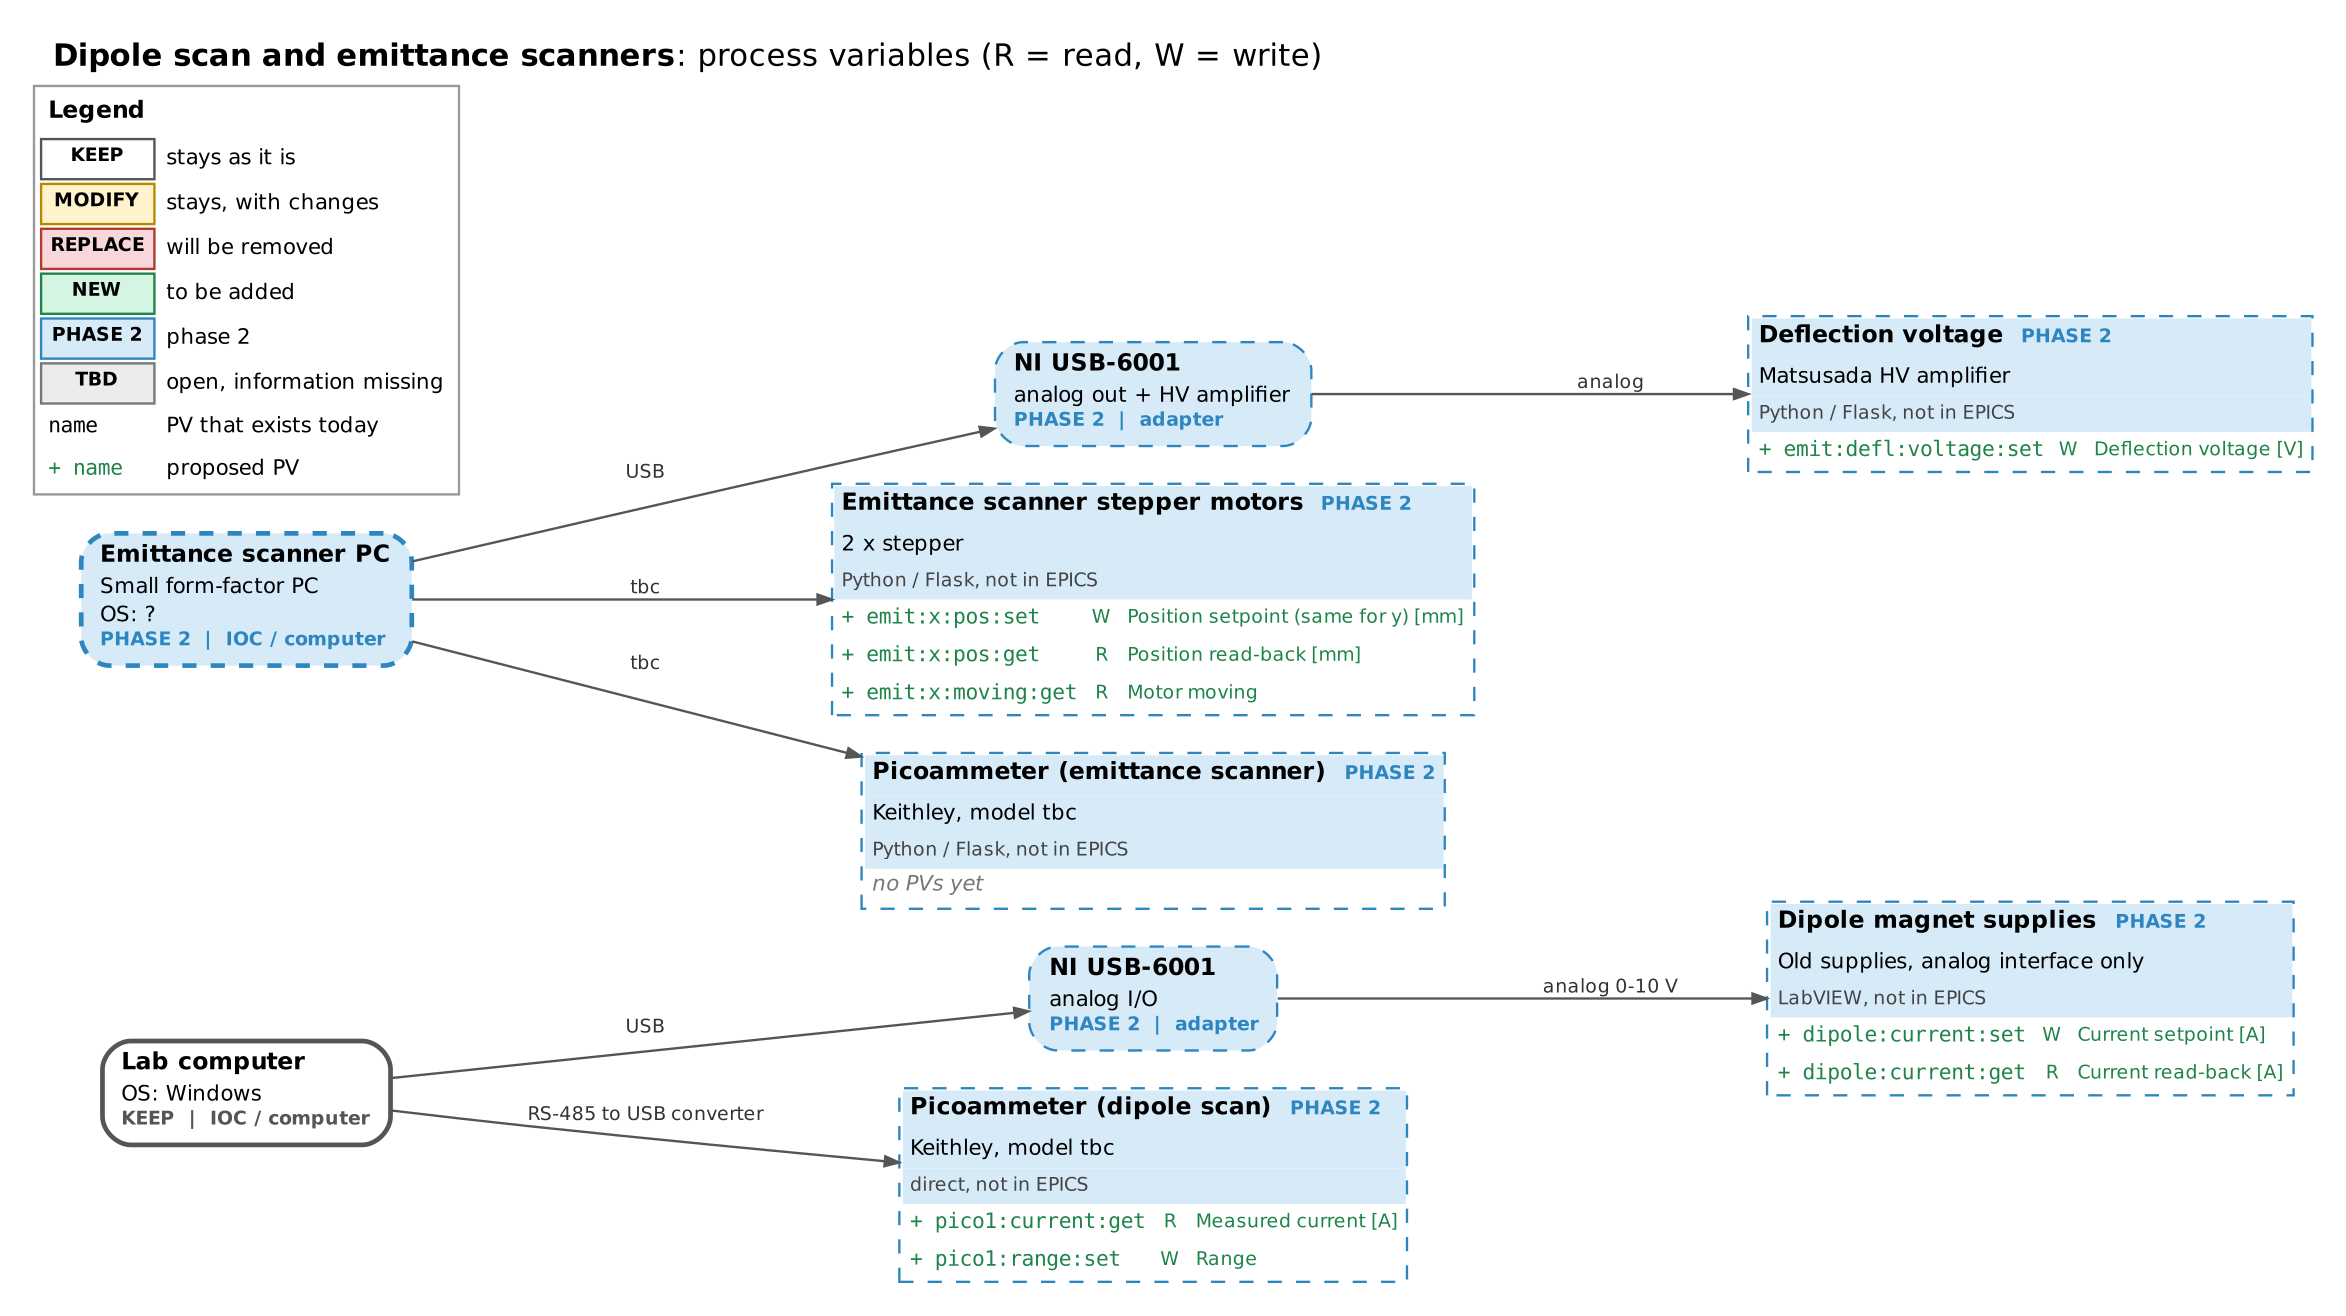 Dipole scan and emittance scanners: process variables (R = read, W = write)
Legend
KEEP stays as it is
MODIFY stays, with changes
REPLACE will be removed
NEW to be added
PHASE 2 phase 2
TBD open, information missing
name PV that exists today
+ name proposed PV
Emittance scanner PC
Small form-factor PC
OS: ?
PHASE 2 | IOC / computer
USB
tbc
tbc
NI USB-6001
analog out + HV amplifier
PHASE 2 | adapter
analog
Deflection voltage PHASE 2
Matsusada HV amplifier
Python / Flask, not in EPICS
+ emit:defl:voltage:set W Deflection voltage [V]
Emittance scanner stepper motors PHASE 2
2 x stepper
Python / Flask, not in EPICS
+ emit:x:pos:set W Position setpoint (same for y) [mm]
+ emit:x:pos:get R Position read-back [mm]
+ emit:x:moving:get R Motor moving
Picoammeter (emittance scanner) PHASE 2
Keithley, model tbc
Python / Flask, not in EPICS
no PVs yet
Lab computer
OS: Windows
KEEP | IOC / computer
USB
RS-485 to USB converter
NI USB-6001
analog I/O
PHASE 2 | adapter
analog 0-10 V
Dipole magnet supplies PHASE 2
Old supplies, analog interface only
LabVIEW, not in EPICS
+ dipole:current:set W Current setpoint [A]
+ dipole:current:get R Current read-back [A]
Picoammeter (dipole scan) PHASE 2
Keithley, model tbc
direct, not in EPICS
+ pico1:current:get R Measured current [A]
+ pico1:range:set W Range